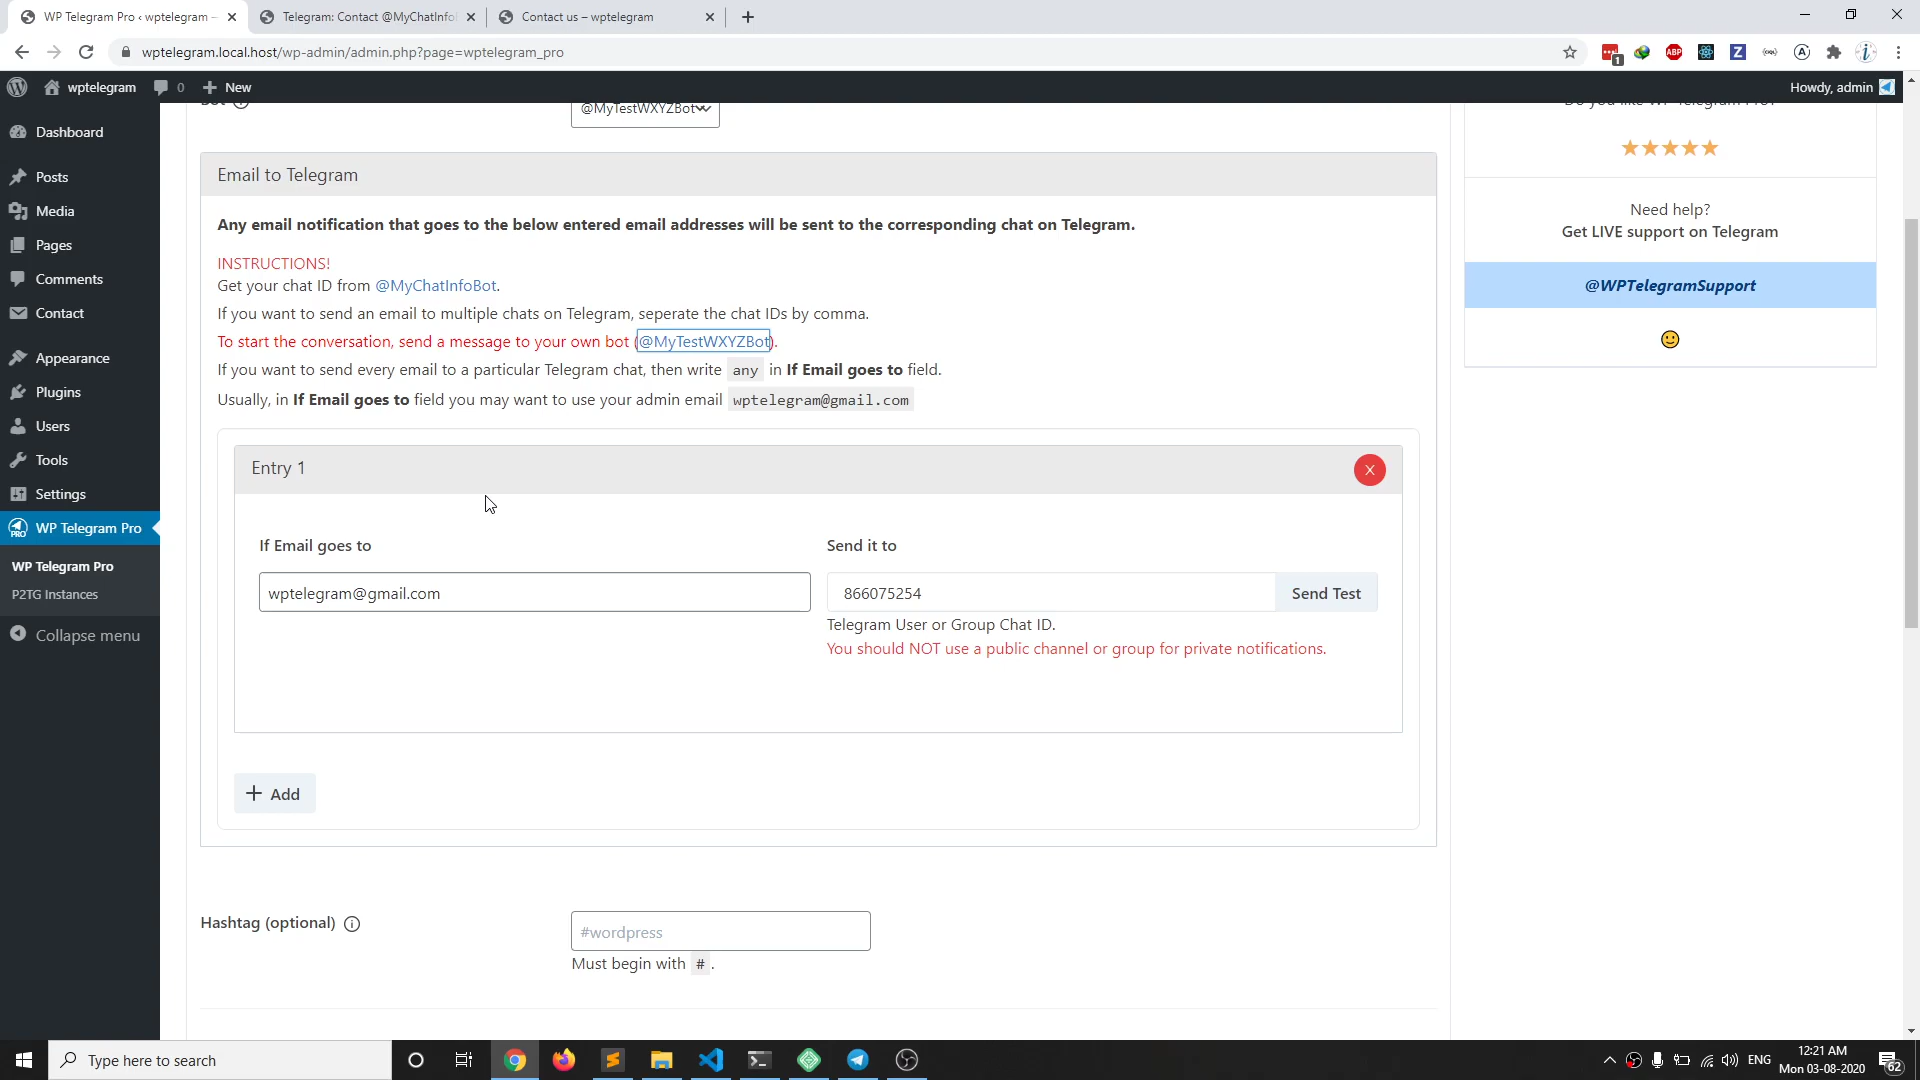 WP Telegram Pro ‹ wptelegram —
Telegram: Contact @MyChatInfoB
Contact us – wptelegram
wptelegram.local.host/wp-admin/admin.php?page=wptelegram_pro
ABP
Z
1
wptelegram
0
New
Howdy, admin
Dashboard
Posts
Media
Pages
Comments
Contact
Appearance
Plugins
Users
Tools
Settings
PRO
WP Telegram Pro
WP Telegram Pro
P2TG Instances
Collapse menu
@MyTestWXYZBot
Email to Telegram
Any email notification that goes to the below entered email addresses will be sent to the corresponding chat on Telegram.
INSTRUCTIONS!
Get your chat ID from @MyChatInfoBot.
If you want to send an email to multiple chats on Telegram, seperate the chat IDs by comma.
To start the conversation, send a message to your own bot (@MyTestWXYZBot).
If you want to send every email to a particular Telegram chat, then write any in If Email goes to field.
Usually, in If Email goes to field you may want to use your admin email wptelegram@gmail.com
Entry 1
X
If Email goes to
wptelegram@gmail.com
Send it to
866075254
Send Test
Telegram User or Group Chat ID.
You should NOT use a public channel or group for private notifications.
Add
Hashtag (optional)
#wordpress
Must begin with # .
Do you like WP Telegram Pro?
Need help?
Get LIVE support on Telegram
@WPTelegramSupport
Type here to search
ENG
12:21 AM
Mon 03-08-2020
62